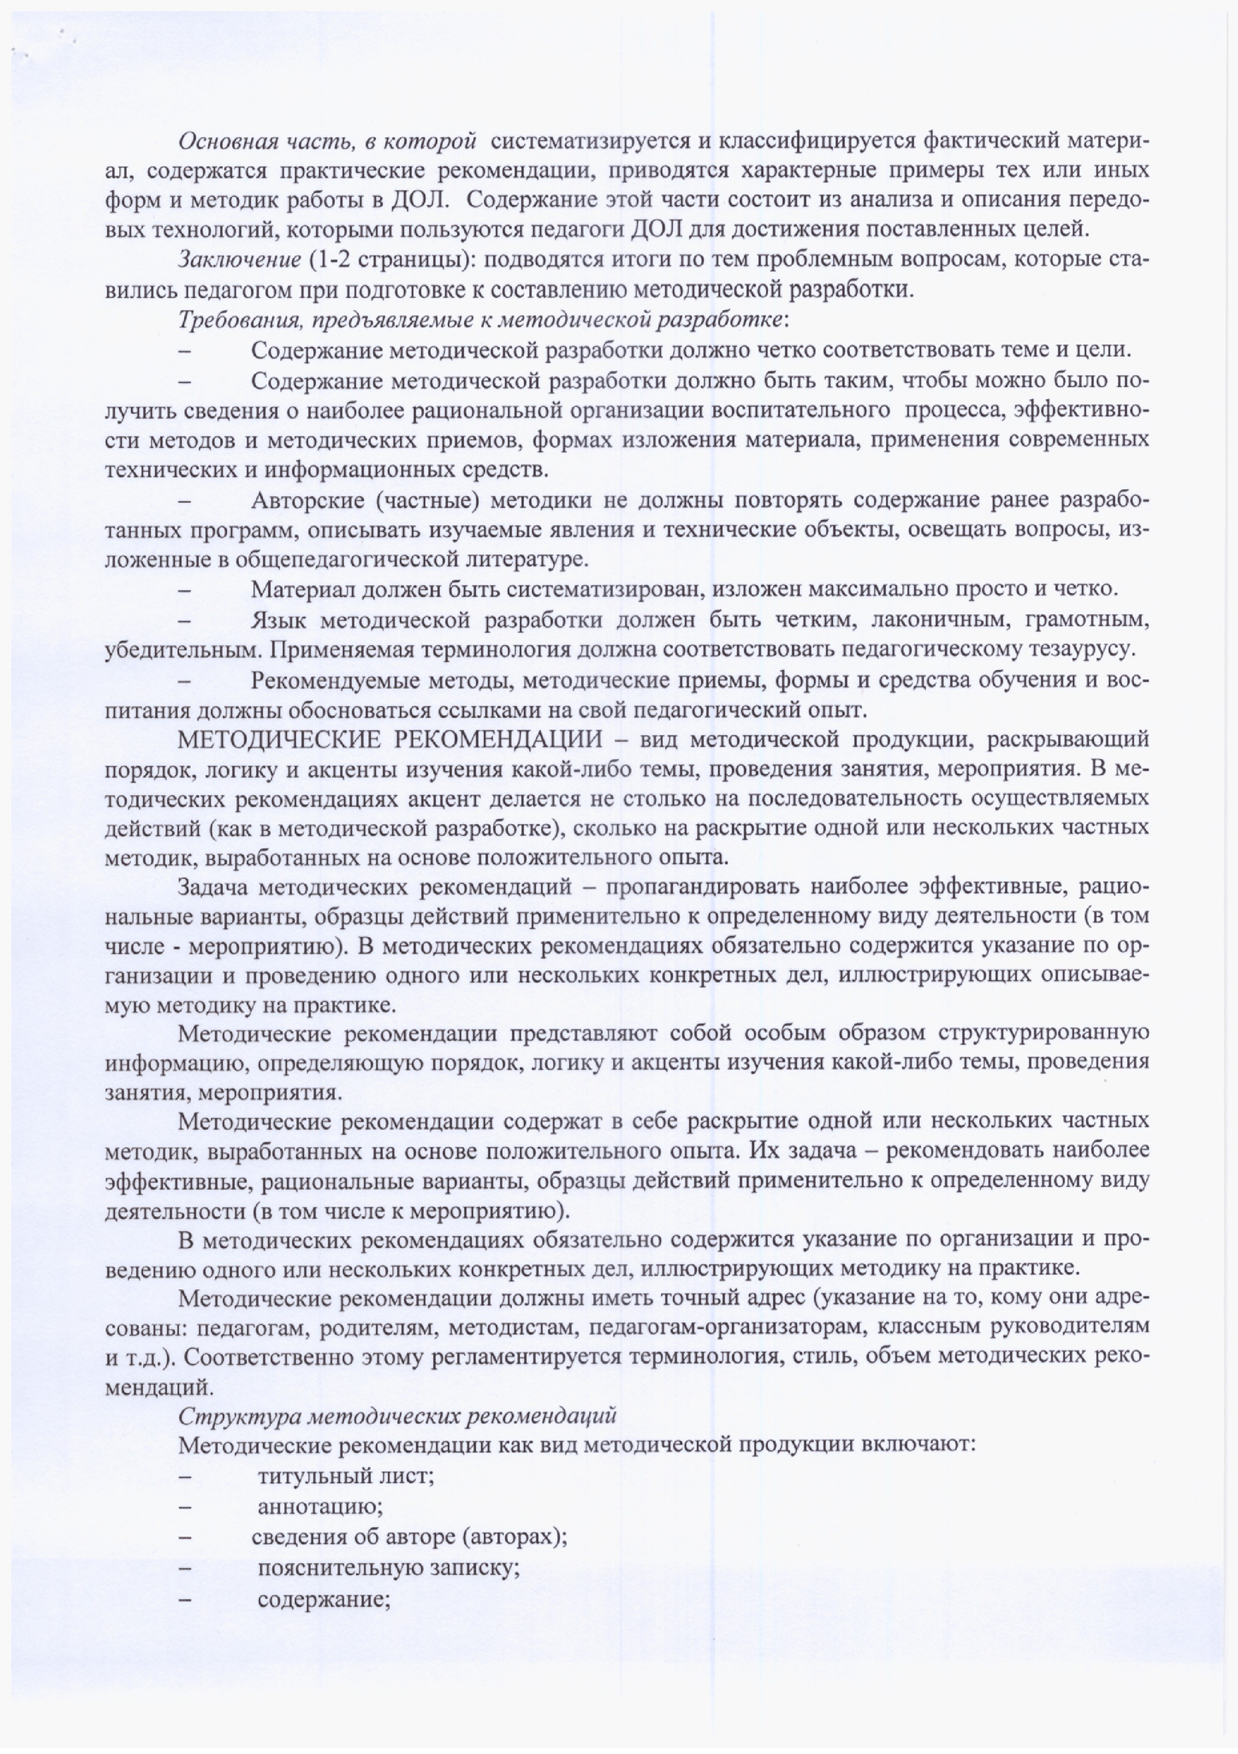 Основная часть, в которой систематизируется и классифицируется фактический матери-
ал, содержатся практические рекомендации, приводятся характерные примеры тех или иных
форм и методик работы в ДОЛ. Содержание этой части состоит из анализа и описания передо-
вых технологий, которыми пользуются педагоги ДОЛ для достижения поставленных целей.
Заключение (1-2 страницы): подводятся итоги по тем проблемным вопросам, которые ста-
вились педагогом при подготовке к составлению методической разработки.
Требования, предъявляемые к методической разработке:
– Содержание методической разработки должно четко соответствовать теме и цели.
– Содержание методической разработки должно быть таким, чтобы можно было по-
лучить сведения о наиболее рациональной организации воспитательного процесса, эффективно-
сти методов и методических приемов, формах изложения материала, применения современных
технических и информационных средств.
– Авторские (частные) методики не должны повторять содержание ранее разрабо-
танных программ, описывать изучаемые явления и технические объекты, освещать вопросы, из-
ложенные в общепедагогической литературе.
– Материал должен быть систематизирован, изложен максимально просто и четко.
– Язык методической разработки должен быть четким, лаконичным, грамотным,
убедительным. Применяемая терминология должна соответствовать педагогическому тезаурусу.
– Рекомендуемые методы, методические приемы, формы и средства обучения и вос-
питания должны обосноваться ссылками на свой педагогический опыт.
МЕТОДИЧЕСКИЕ РЕКОМЕНДАЦИИ – вид методической продукции, раскрывающий
порядок, логику и акценты изучения какой-либо темы, проведения занятия, мероприятия. В ме-
тодических рекомендациях акцент делается не столько на последовательность осуществляемых
действий (как в методической разработке), сколько на раскрытие одной или нескольких частных
методик, выработанных на основе положительного опыта.
Задача методических рекомендаций – пропагандировать наиболее эффективные, рацио-
нальные варианты, образцы действий применительно к определенному виду деятельности (в том
числе - мероприятию). В методических рекомендациях обязательно содержится указание по ор-
ганизации и проведению одного или нескольких конкретных дел, иллюстрирующих описывае-
мую методику на практике.
Методические рекомендации представляют собой особым образом структурированную
информацию, определяющую порядок, логику и акценты изучения какой-либо темы, проведения
занятия, мероприятия.
Методические рекомендации содержат в себе раскрытие одной или нескольких частных
методик, выработанных на основе положительного опыта. Их задача – рекомендовать наиболее
эффективные, рациональные варианты, образцы действий применительно к определенному виду
деятельности (в том числе к мероприятию).
В методических рекомендациях обязательно содержится указание по организации и про-
ведению одного или нескольких конкретных дел, иллюстрирующих методику на практике.
Методические рекомендации должны иметь точный адрес (указание на то, кому они адре-
сованы: педагогам, родителям, методистам, педагогам-организаторам, классным руководителям
и т.д.). Соответственно этому регламентируется терминология, стиль, объем методических реко-
мендаций.
Структура методических рекомендаций
Методические рекомендации как вид методической продукции включают:
– титульный лист;
– аннотацию;
– сведения об авторе (авторах);
– пояснительную записку;
– содержание;